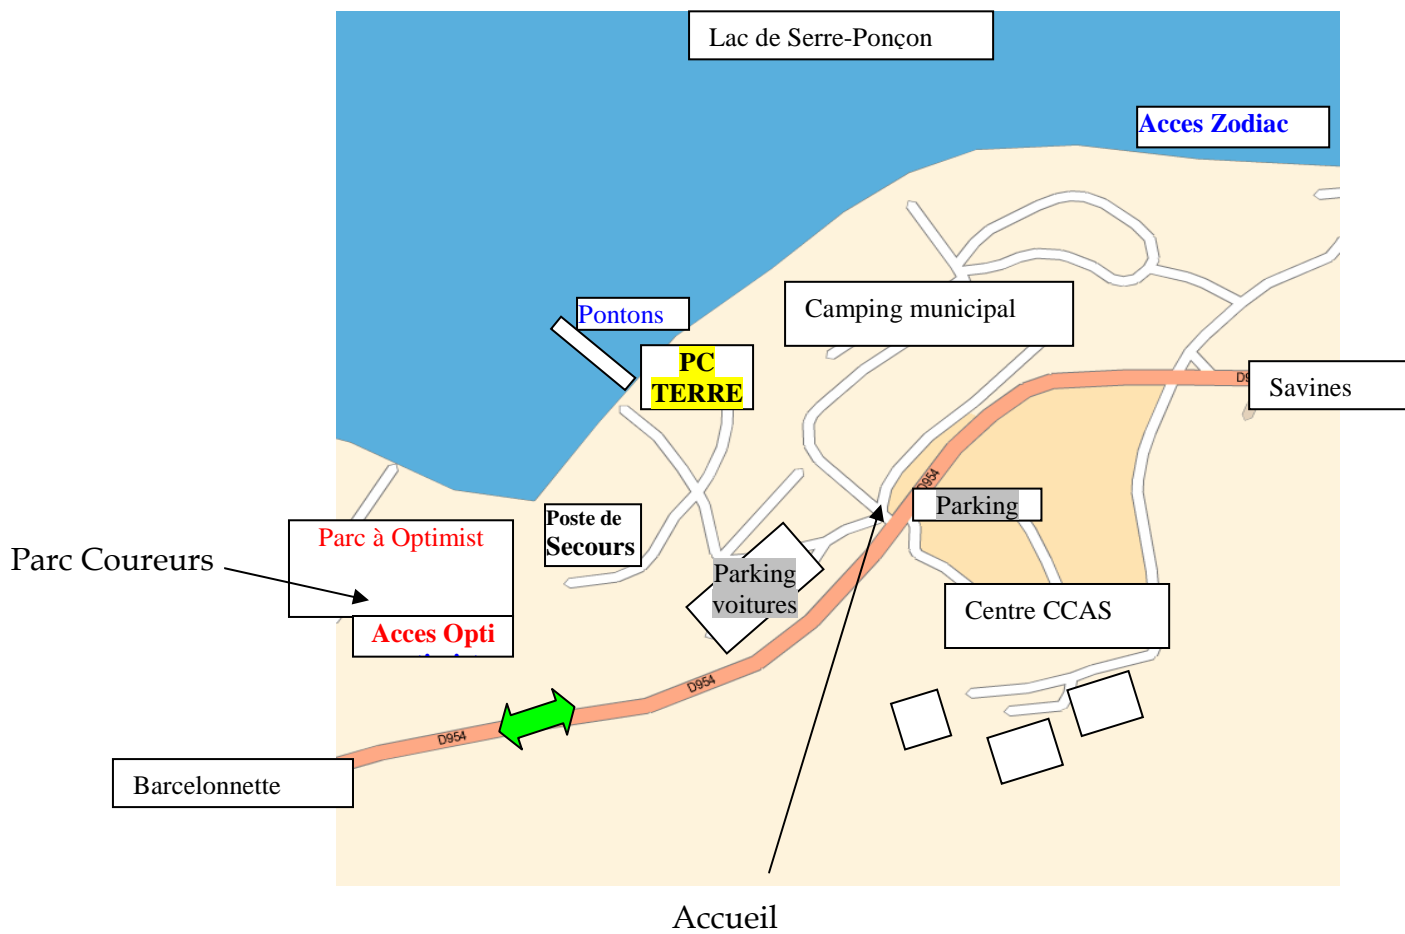 Lac de Serre-Ponçon
Acces Zodiac
Pontons
Camping municipal
PC
TERRE
Savines
D954
Parking
Poste de
Secours
Parc à Optimist
Parc Coureurs
Parking
voitures
Centre CCAS
Acces Opti
D954
D954
Barcelonnette
Accueil